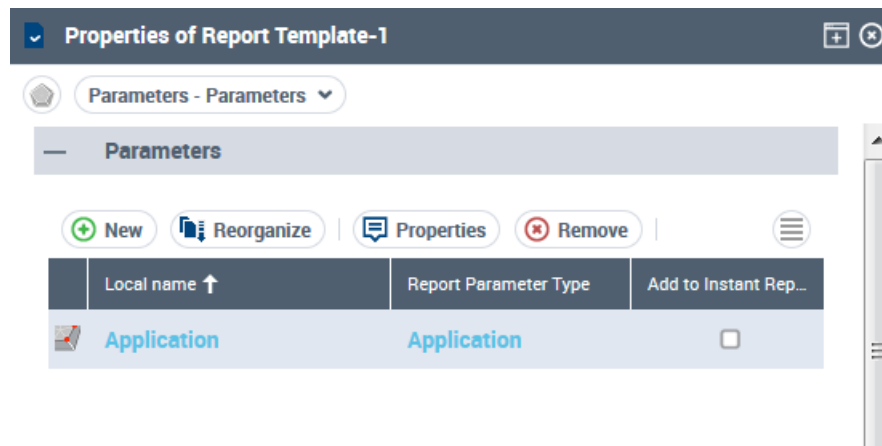 Properties of Report Template-1
Parameters - Parameters
Parameters
New Reorganize Properties Remove
Local name Report Parameter Type Add to Instant Rep...
Application Application